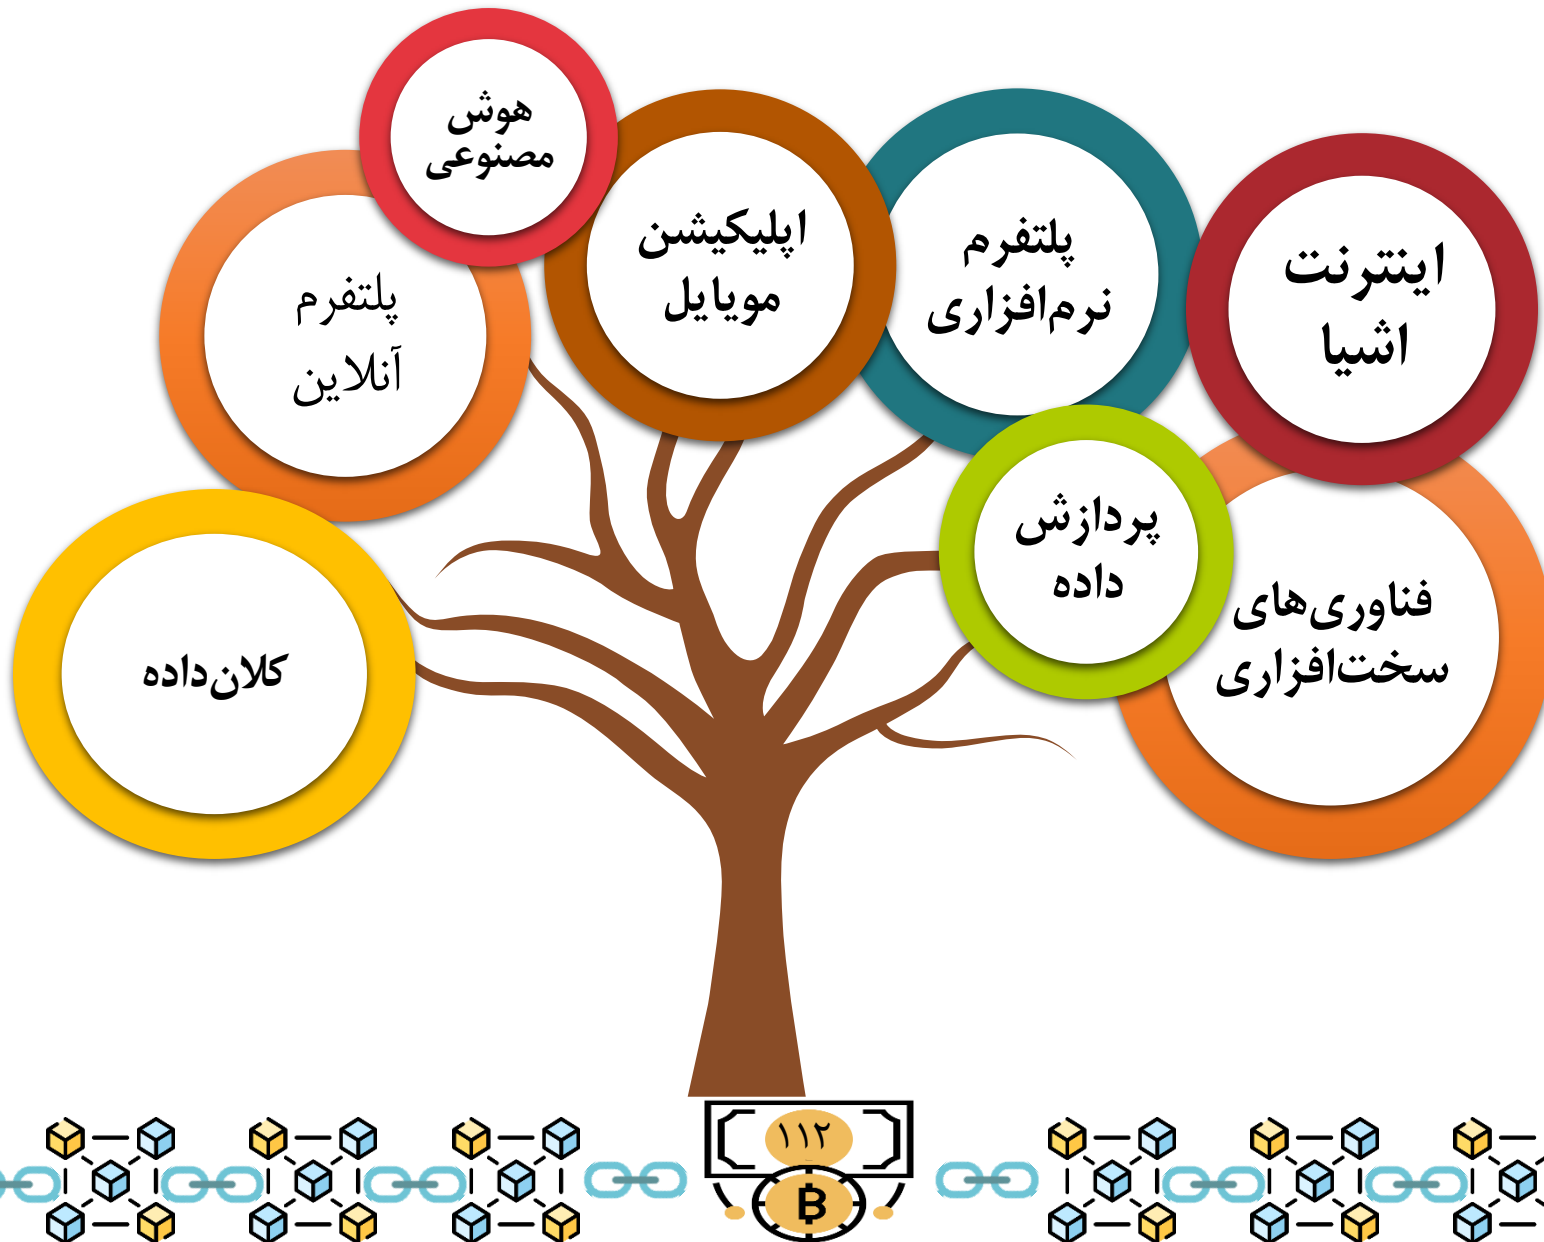 هوش
مصنوعی
اپلیکیشن
موبایل
پلتفرم
نرم‌افزاری
اینترنت
اشیا
پلتفرم
آنلاین
پردازش
داده
فناوری‌های
سخت‌افزاری
کلان‌داده
۱۱۲